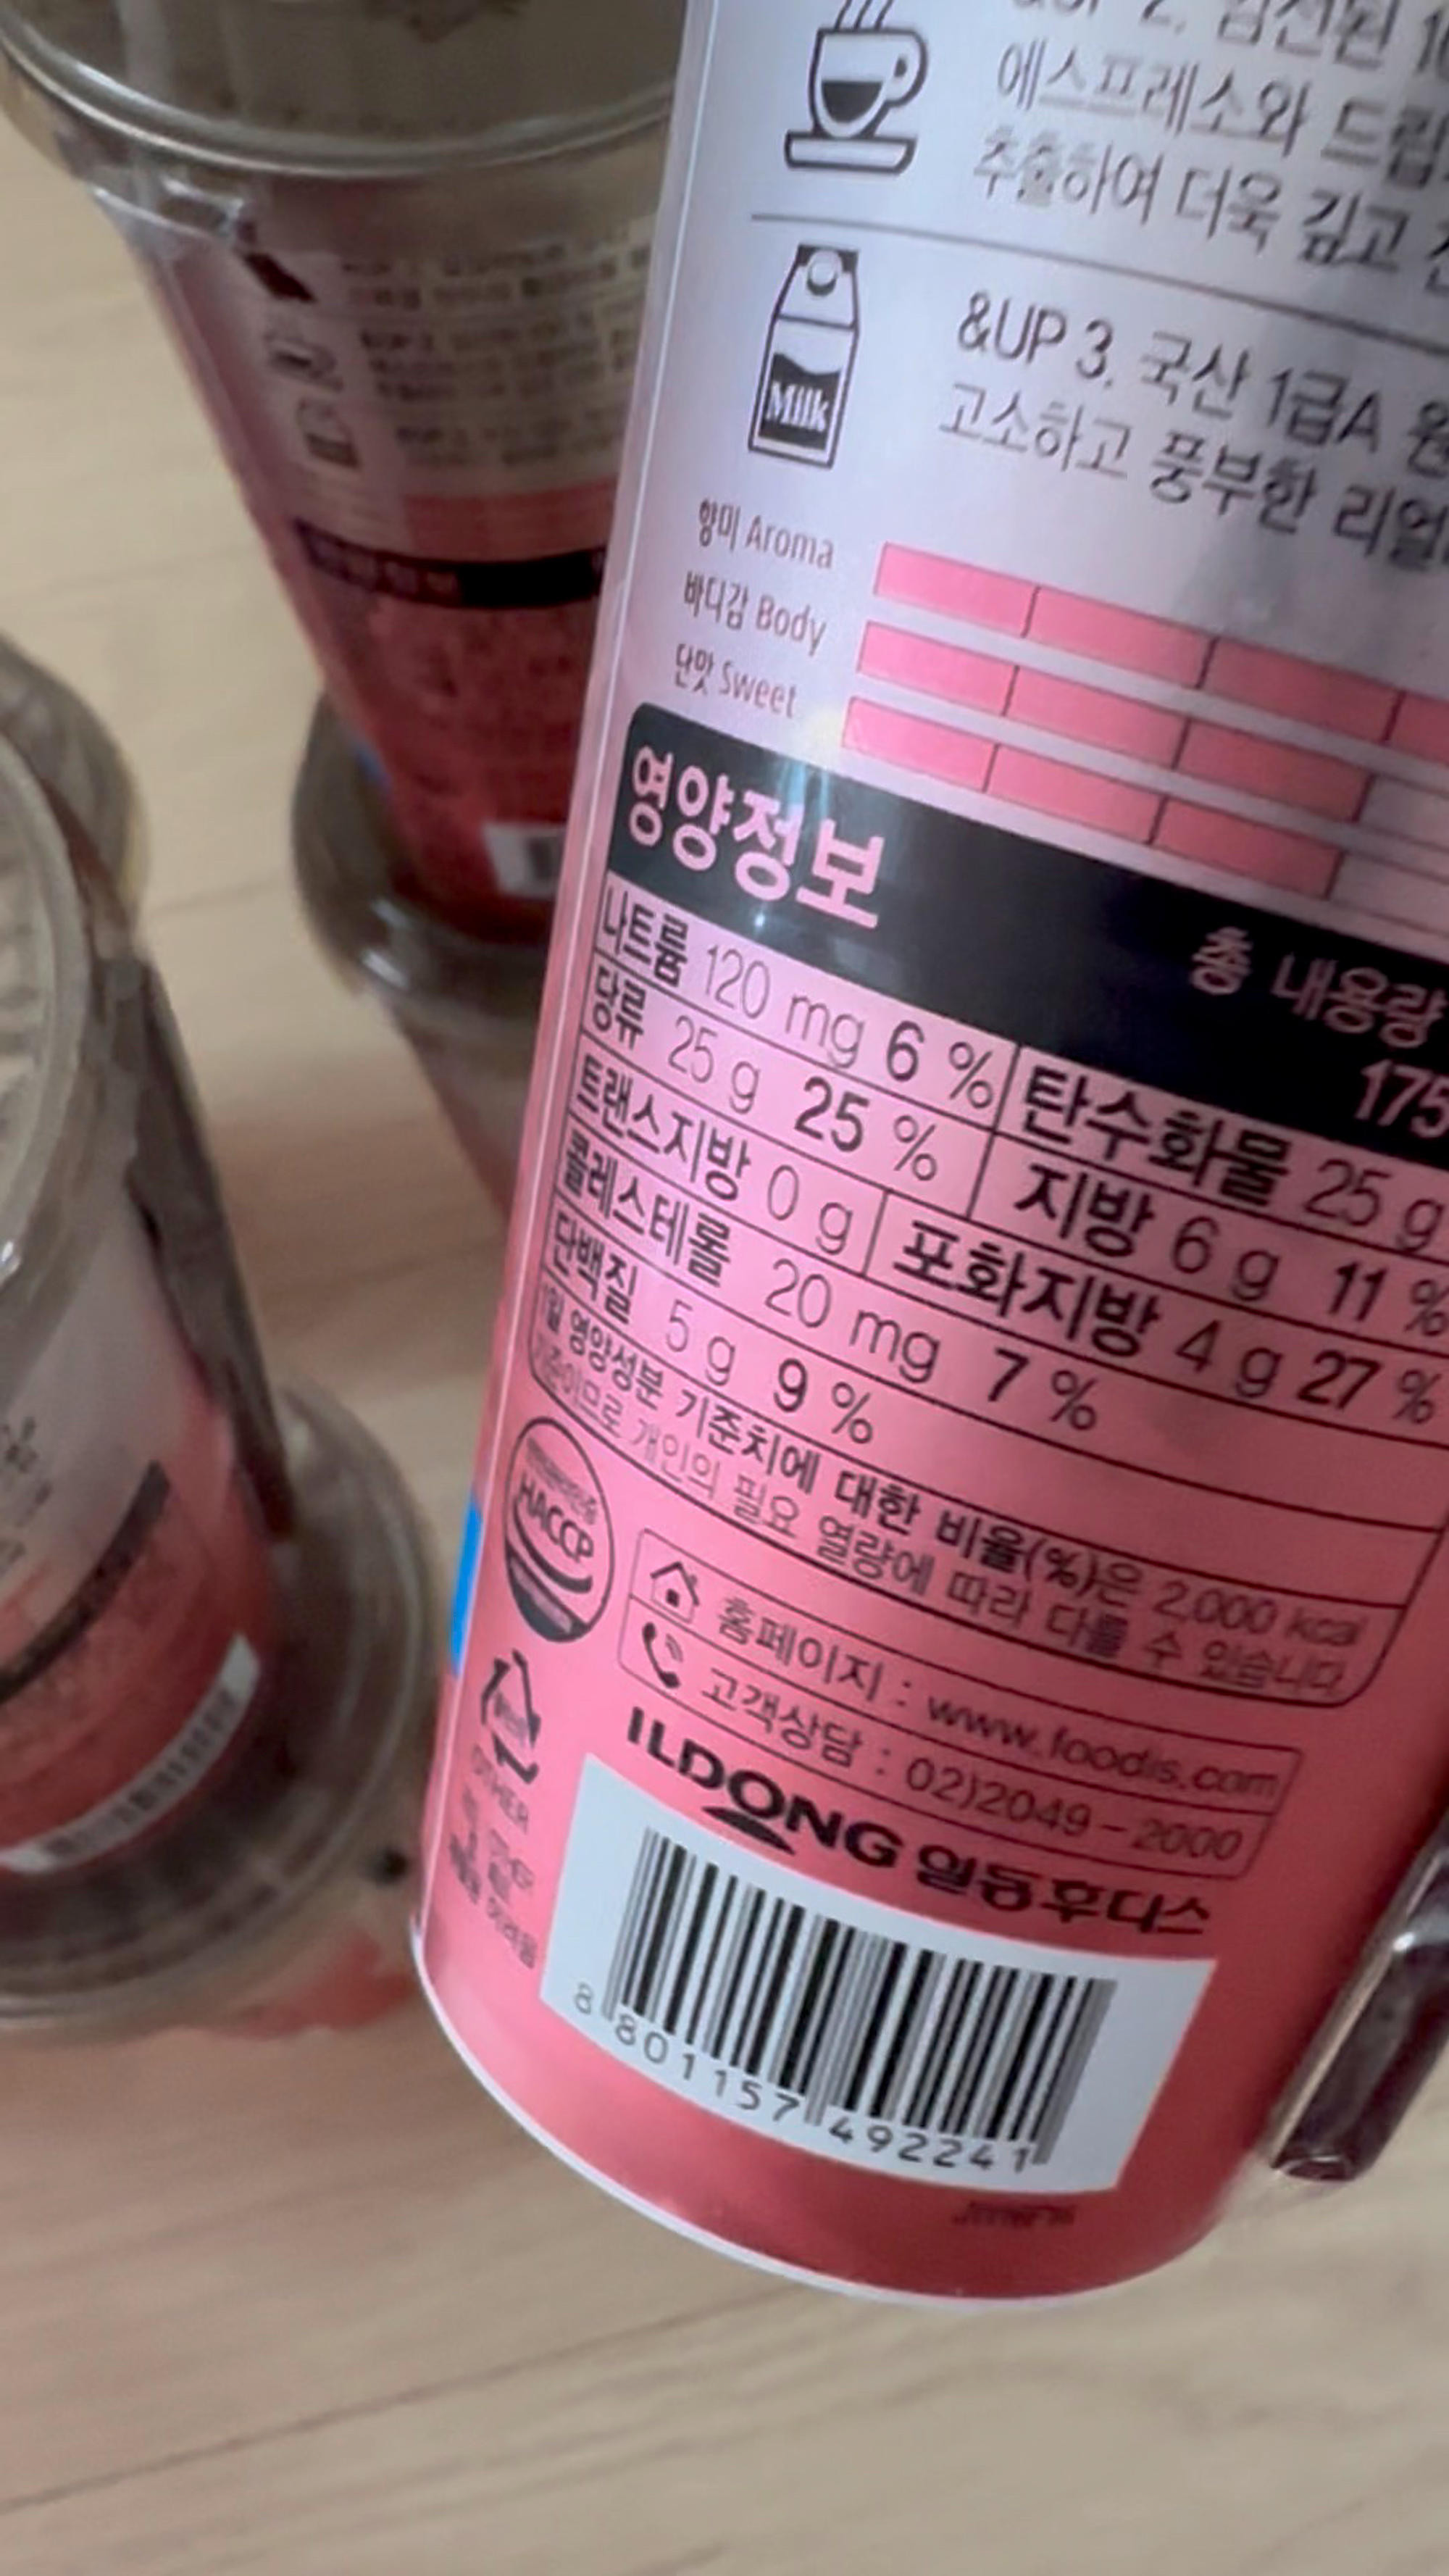 에스프레소와 드립
추출하여 더욱 깊고
Milk
&UP 3. 국산 1급A
고소하고 풍부한 리얼
향미 Aroma
바디감 Body
단맛 Sweet
영양정보
총 내용량
175
나트륨 120 mg 6 % 탄수화물 25 g
당류 25 g 25 % 지방 6 g 11 %
트랜스지방 0 g 포화지방 4 g 27 %
콜레스테롤 20 mg 7 %
단백질 5 g 9 %
1일 영양성분 기준치에 대한 비율(%)은 2,000 kcal
기준이므로 개인의 필요 열량에 따라 다를 수 있습니다.
HACCP
홈페이지 : www.foodis.com
고객상담 : 02)2049-2000
OTHER
ILDONG 일동후디스
8 801157 492241